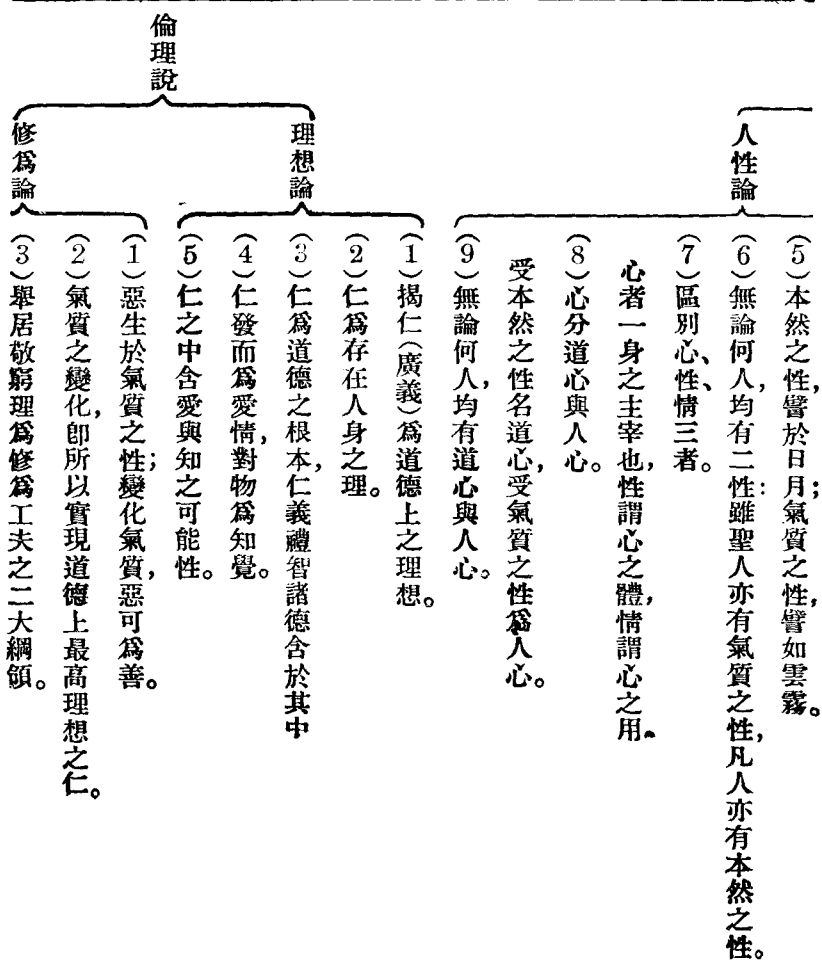 人性論
(5)本然之性,譬於日月;氣質之性,譬如雲霧。
(6)無論何人,均有二性:雖聖人亦有氣質之性,凡人亦有本然之性。
(7)區別心、性、情三者。
心者一身之主宰也,性謂心之體,情謂心之用。
(8)心分道心與人心。
受本然之性名道心,受氣質之性爲人心。
(9)無論何人,均有道心與人心。
倫理說
理想論
(1)揭仁(廣義)爲道德上之理想。
(2)仁爲存在人身之理。
(3)仁爲道德之根本,仁義禮智諸德含於其中
(4)仁發而爲愛情,對物爲知覺。
(5)仁之中含愛與知之可能性。
修爲論
(1)惡生於氣質之性;變化氣質,惡可爲善。
(2)氣質之變化,卽所以實現道德上最高理想之仁。
(3)舉居敬窮理爲修爲工夫之二大綱領。